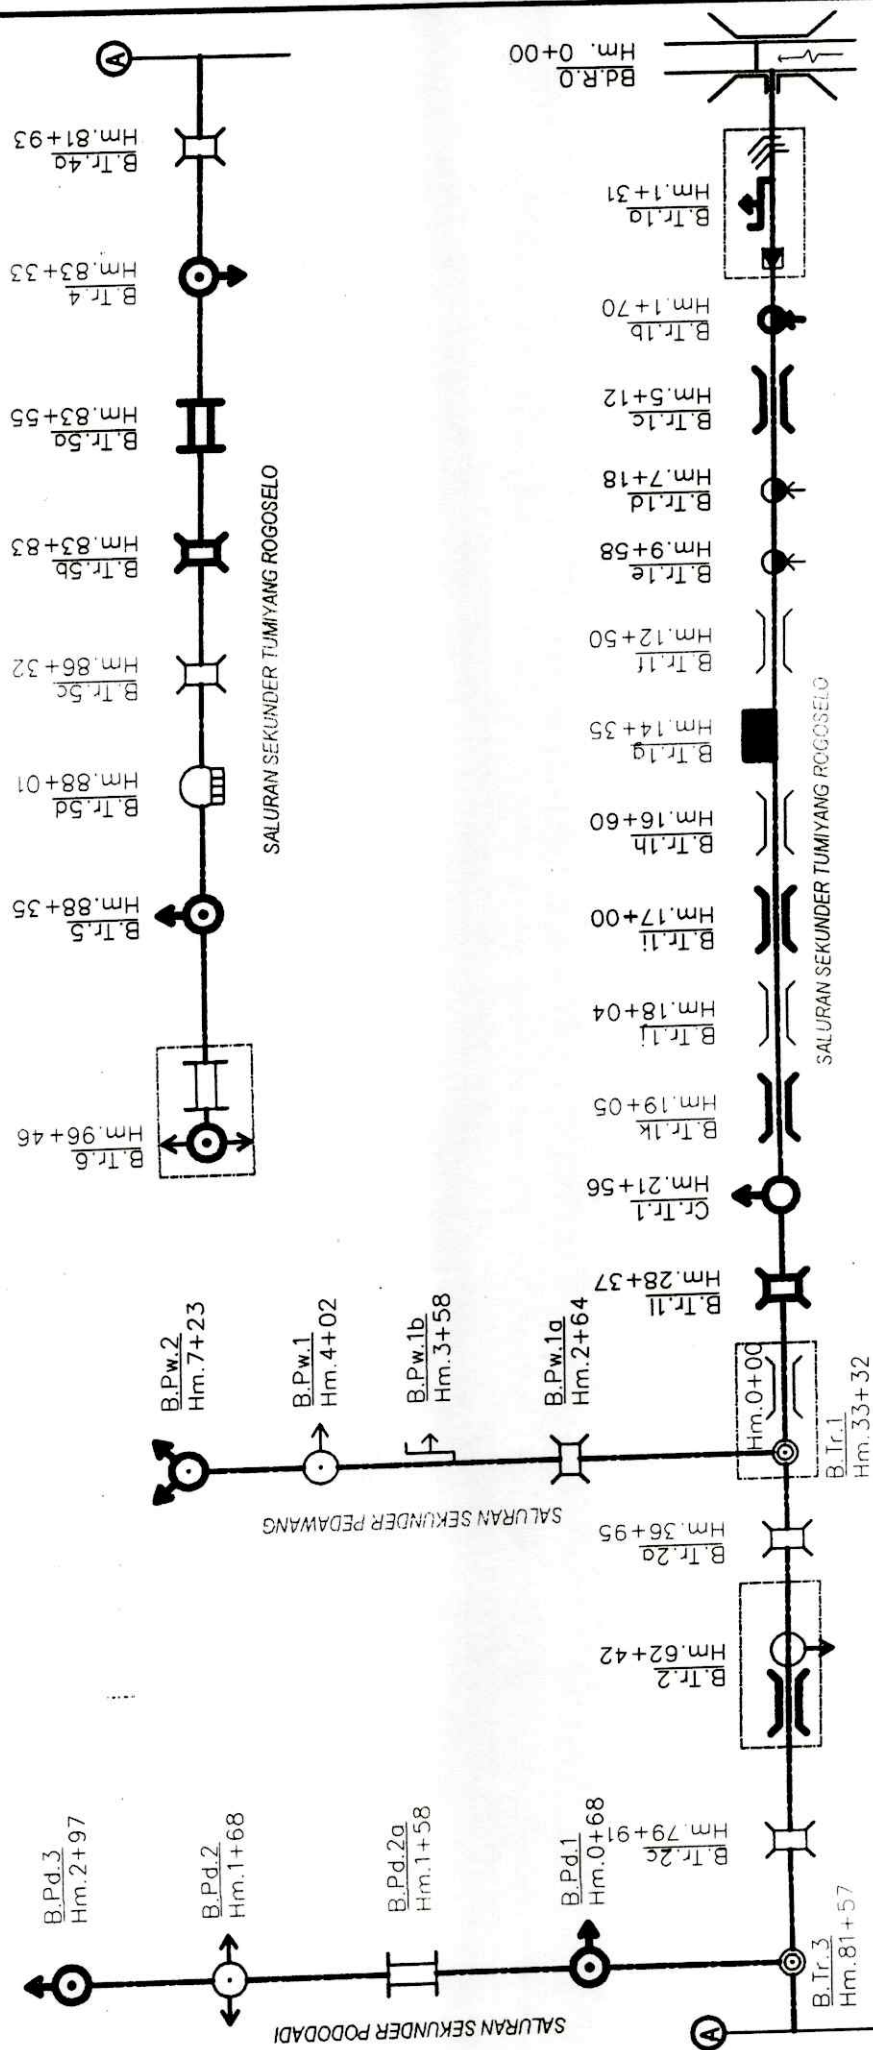 A
B.Tr.4a
Hm.81+93
B.Tr.4
Hm.83+33
B.Tr.5a
Hm.83+55
B.Tr.5b
Hm.83+83
B.Tr.5c
Hm.86+32
B.Tr.5d
Hm.88+01
B.Tr.5
Hm.88+35
B.Tr.6
Hm.96+46
SALURAN SEKUNDER TUMIYANG ROGOSELO
Bd.R.0
Hm. 0+00
B.Tr.1a
Hm.1+31
B.Tr.1b
Hm.1+70
B.Tr.1c
Hm.5+12
B.Tr.1d
Hm.7+18
B.Tr.1e
Hm.9+58
B.Tr.1f
Hm.12+50
B.Tr.1g
Hm.14+35
B.Tr.1h
Hm.16+60
B.Tr.1i
Hm.17+00
B.Tr.1j
Hm.18+04
B.Tr.1k
Hm.19+05
Cr.Tr.1
Hm.21+56
B.Tr.1l
Hm.28+37
SALURAN SEKUNDER TUMIYANG ROGOSELO
Hm.0+00
B.Tr.1
Hm.33+32
B.Pw.2
Hm.7+23
B.Pw.1
Hm.4+02
B.Pw.1b
Hm.3+58
B.Pw.1a
Hm.2+64
SALURAN SEKUNDER PEDAWANG
B.Tr.2a
Hm.36+95
B.Tr.2
Hm.62+42
B.Tr.2c
Hm.79+91
B.Tr.3
Hm.81+57
B.Pd.3
Hm.2+97
B.Pd.2
Hm.1+68
B.Pd.2a
Hm.1+58
B.Pd.1
Hm.0+68
SALURAN SEKUNDER PODODADI
A